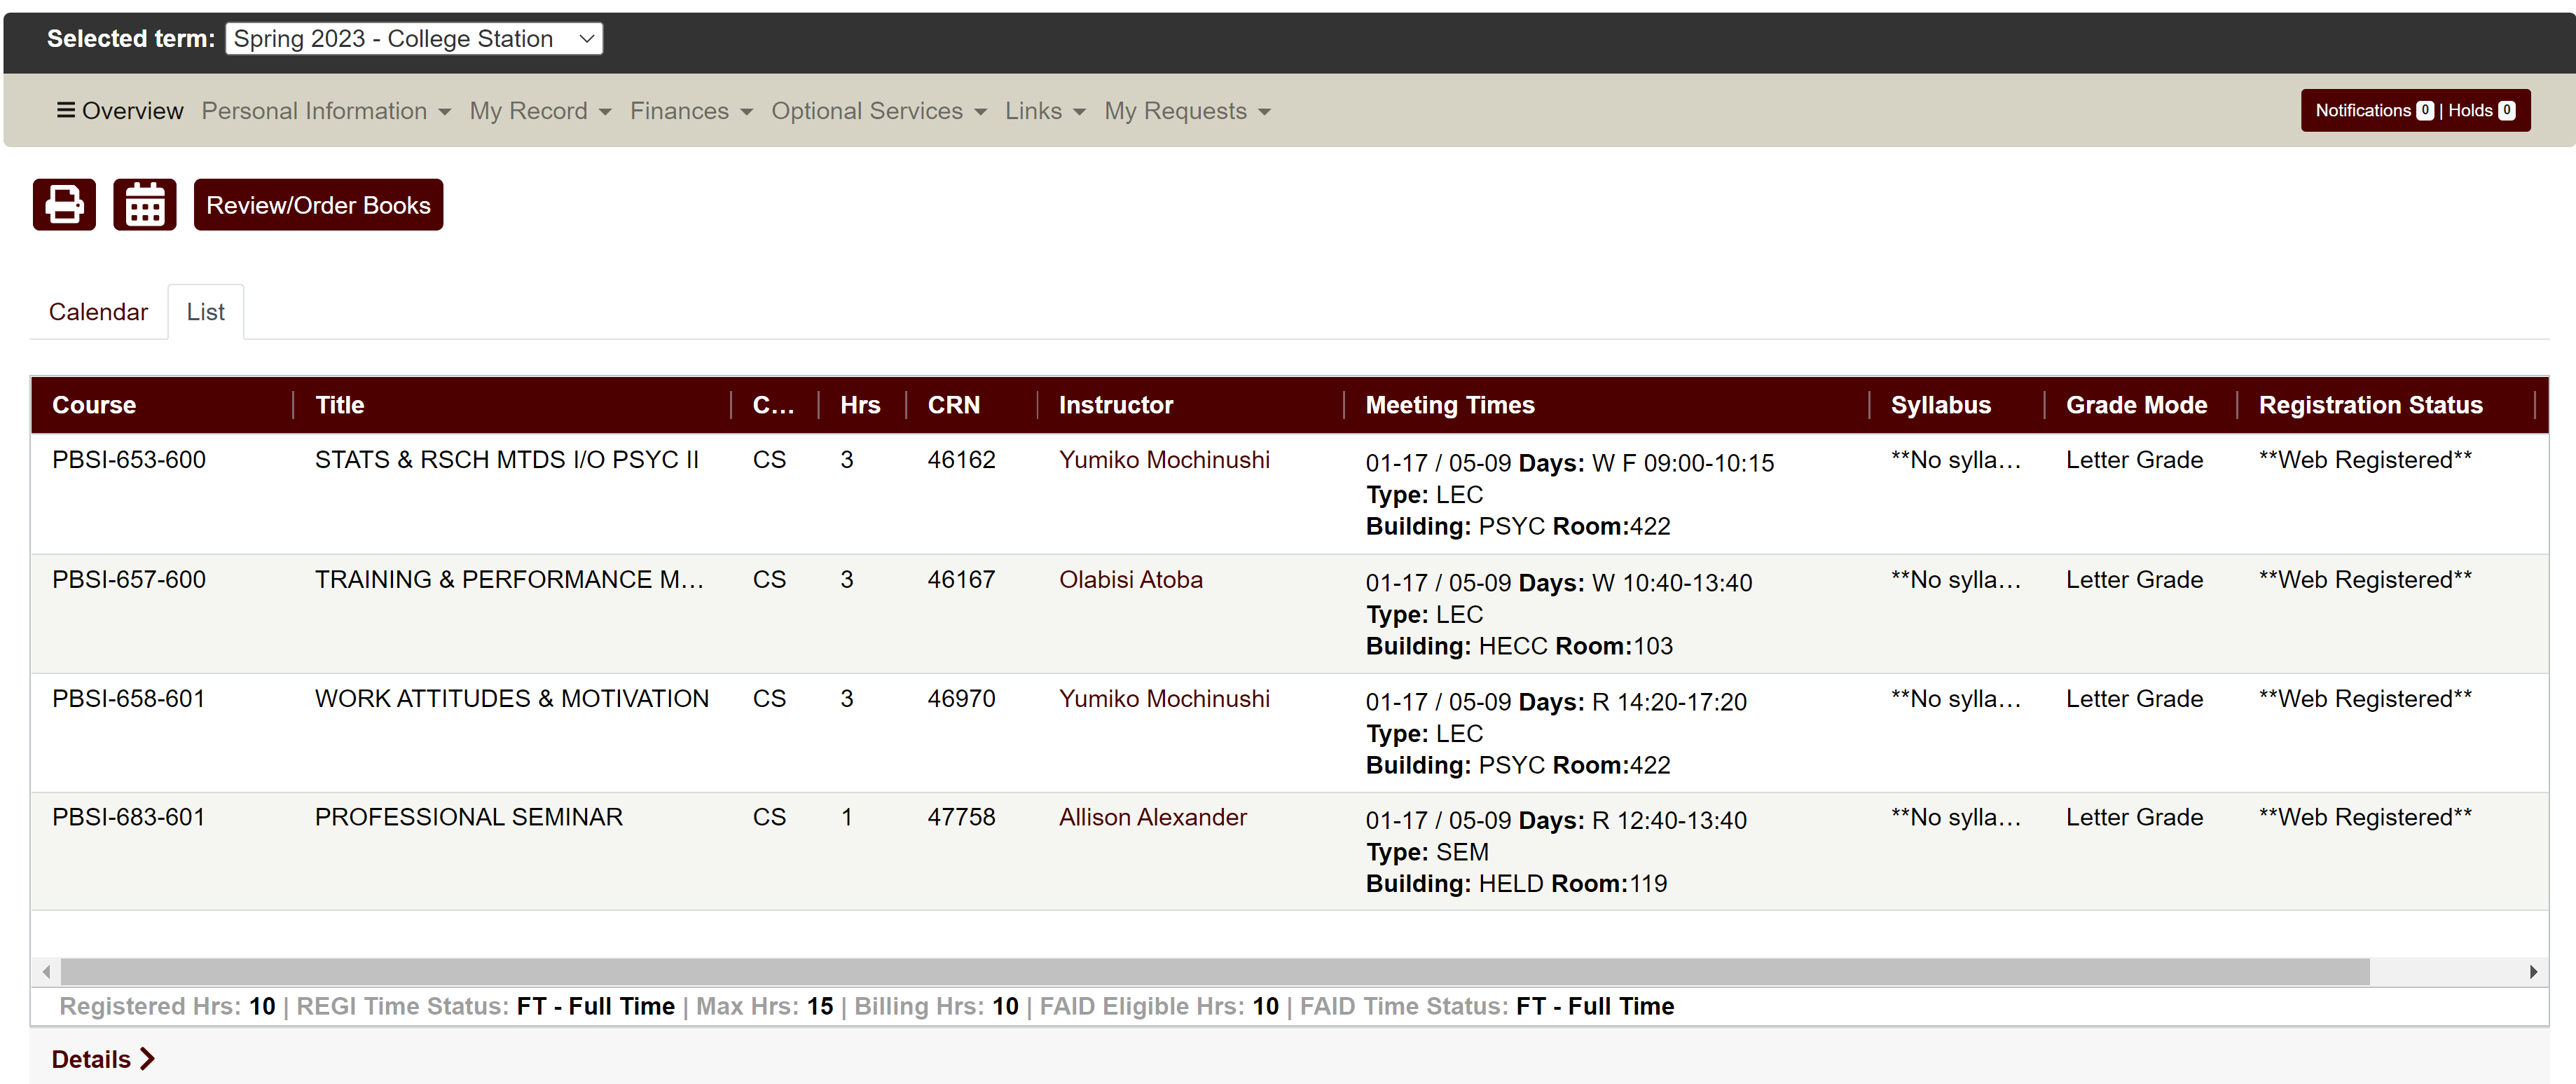 Selected term: Spring 2023 - College Station
Overview Personal Information My Record Finances Optional Services Links My Requests Notifications 0 | Holds 0
Review/Order Books
Calendar List
Course Title C... Hrs CRN Instructor Meeting Times Syllabus Grade Mode Registration Status
PBSI-653-600 STATS & RSCH MTDS I/O PSYC II CS 3 46162 Yumiko Mochinushi 01-17 / 05-09 Days: W F 09:00-10:15 **No sylla... Letter Grade **Web Registered**
Type: LEC
Building: PSYC Room:422
PBSI-657-600 TRAINING & PERFORMANCE M... CS 3 46167 Olabisi Atoba 01-17 / 05-09 Days: W 10:40-13:40 **No sylla... Letter Grade **Web Registered**
Type: LEC
Building: HECC Room:103
PBSI-658-601 WORK ATTITUDES & MOTIVATION CS 3 46970 Yumiko Mochinushi 01-17 / 05-09 Days: R 14:20-17:20 **No sylla... Letter Grade **Web Registered**
Type: LEC
Building: PSYC Room:422
PBSI-683-601 PROFESSIONAL SEMINAR CS 1 47758 Allison Alexander 01-17 / 05-09 Days: R 12:40-13:40 **No sylla... Letter Grade **Web Registered**
Type: SEM
Building: HELD Room:119
Registered Hrs: 10 | REGI Time Status: FT - Full Time | Max Hrs: 15 | Billing Hrs: 10 | FAID Eligible Hrs: 10 | FAID Time Status: FT - Full Time
Details